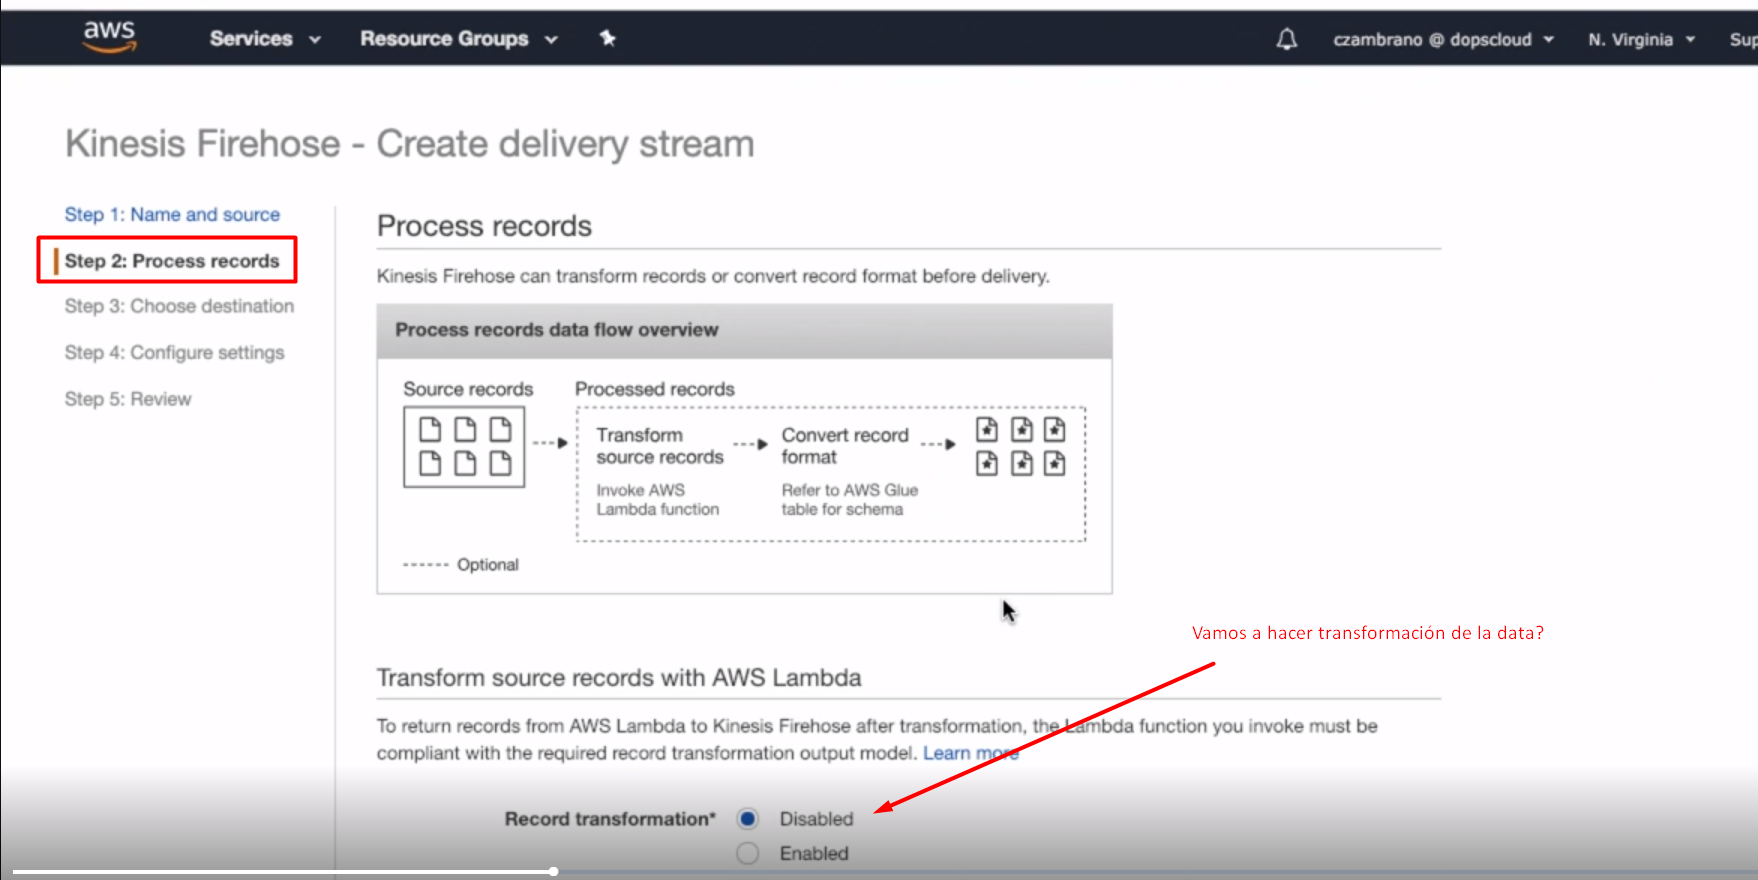 aws
Services
Resource Groups
czambrano @ dopscloud
N. Virginia
Sup
Kinesis Firehose - Create delivery stream
Step 1: Name and source
Step 2: Process records
Step 3: Choose destination
Step 4: Configure settings
Step 5: Review
Process records
Kinesis Firehose can transform records or convert record format before delivery.
Process records data flow overview
Source records
Processed records
Transform
source records
Invoke AWS
Lambda function
Convert record
format
Refer to AWS Glue
table for schema
Optional
Vamos a hacer transformación de la data?
Transform source records with AWS Lambda
To return records from AWS Lambda to Kinesis Firehose after transformation, the Lambda function you invoke must be
compliant with the required record transformation output model. Learn more
Record transformation*
Disabled
Enabled